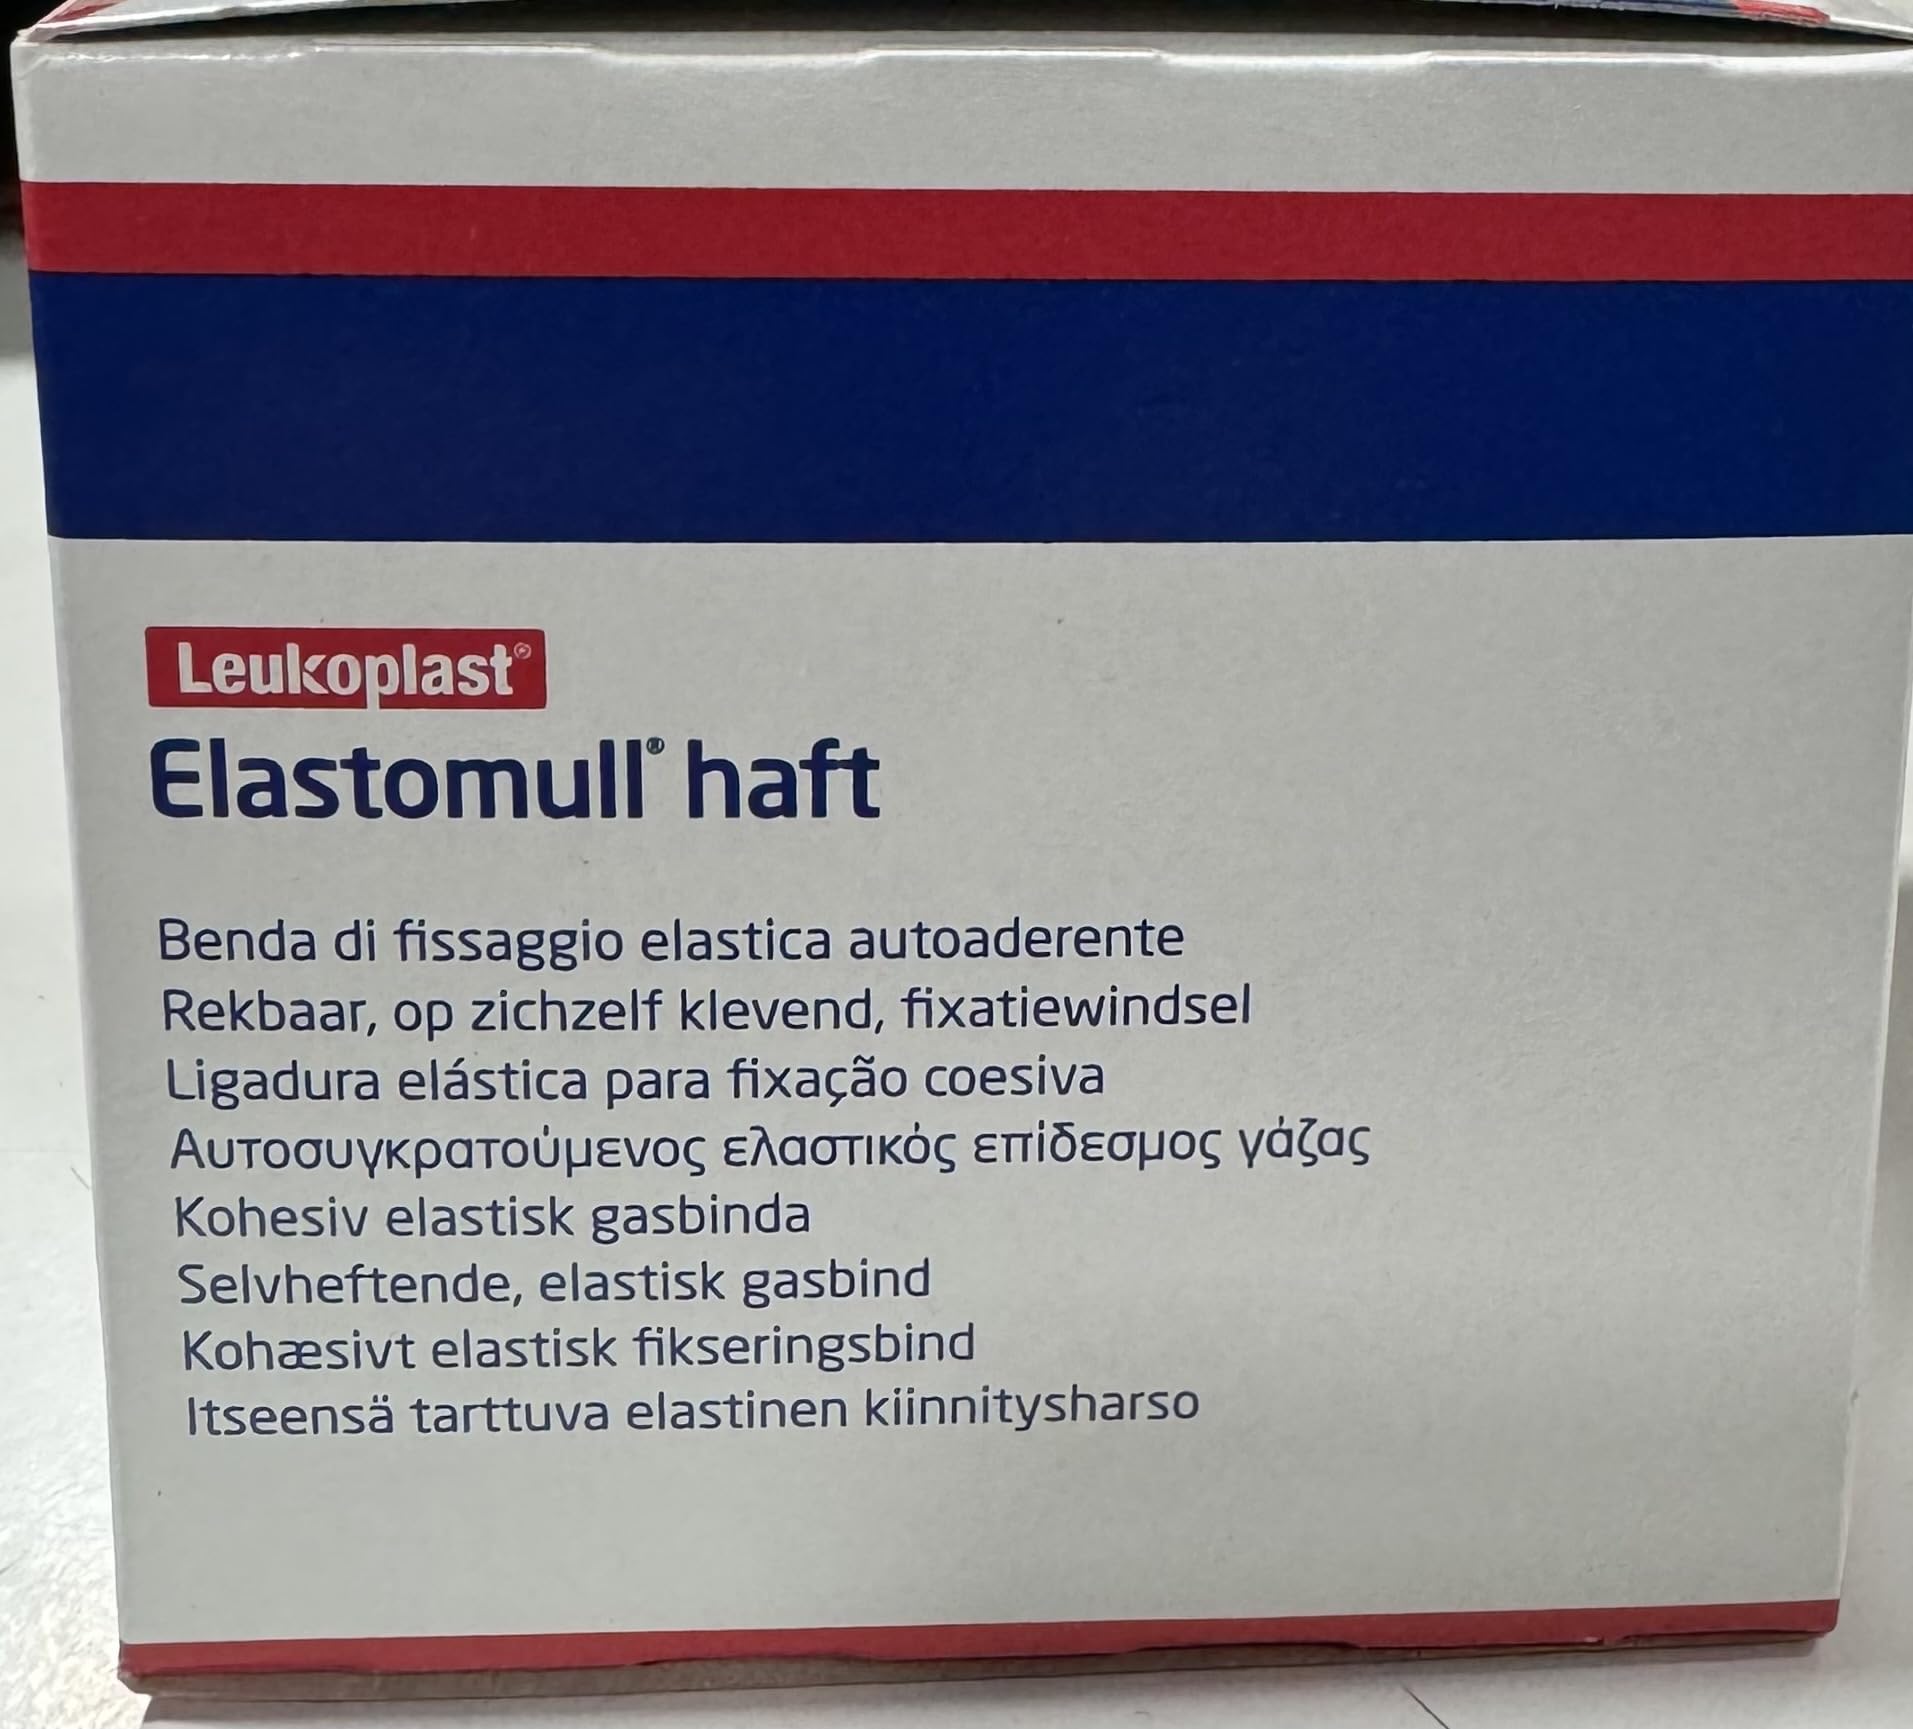 Leukoplast®
Elastomull® haft
Benda di fissaggio elastica autoaderente
Rekbaar, op zichzelf klevend, fixatiewindsel
Ligadura elástica para fixação coesiva
Αυτοσυγκρατούμενος ελαστικός επίδεσμος γάζας
Kohesiv elastisk gasbinda
Selvheftende, elastisk gasbind
Kohæsivt elastisk fikseringsbind
Itseensä tarttuva elastinen kiinnitysharso